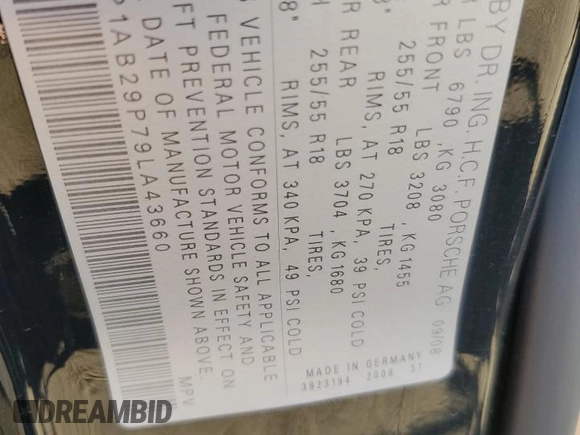 BY DR. ING. H.C.F. PORSCHE AG 09/08
LBS 6790 ,KG 3080
R FRONT LBS 3208 , KG 1455
255/55 R18 TIRES,
8" RIMS, AT 270 KPA, 39 PSI COLD
R REAR LBS 3704 , KG 1680
255/55 R18 TIRES,
8" RIMS, AT 340 KPA, 49 PSI COLD
VEHICLE CONFORMS TO ALL APPLICABLE
FEDERAL MOTOR VEHICLE SAFETY AND
FT PREVENTION STANDARDS IN EFFECT ON
DATE OF MANUFACTURE SHOWN ABOVE.
1AB29P79LA43660 MPV
MADE IN GERMANY
3823194 2008 37
DREAMBID